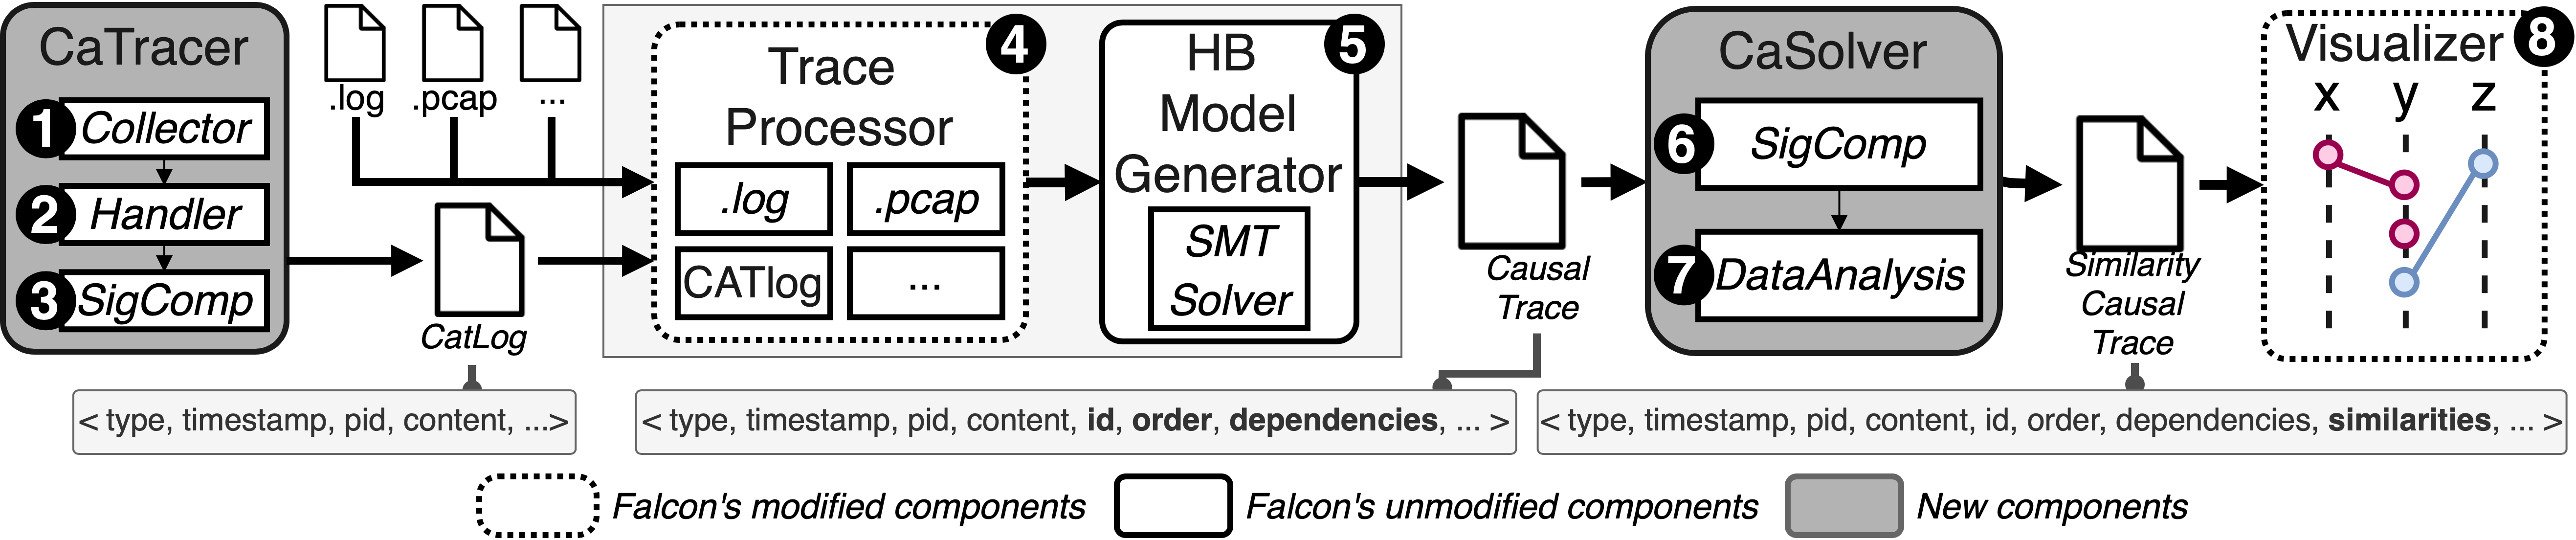 CaTracer
1 Collector
2 Handler
3 SigComp
.log
.pcap
...
CatLog
4
Trace
Processor
.log
.pcap
CATlog
...
5
HB
Model
Generator
SMT
Solver
Causal
Trace
CaSolver
6 SigComp
7 DataAnalysis
Similarity
Causal
Trace
Visualizer 8
x y z
< type, timestamp, pid, content, ...>
< type, timestamp, pid, content, id, order, dependencies, ... >
< type, timestamp, pid, content, id, order, dependencies, similarities, ... >
Falcon's modified components
Falcon's unmodified components
New components